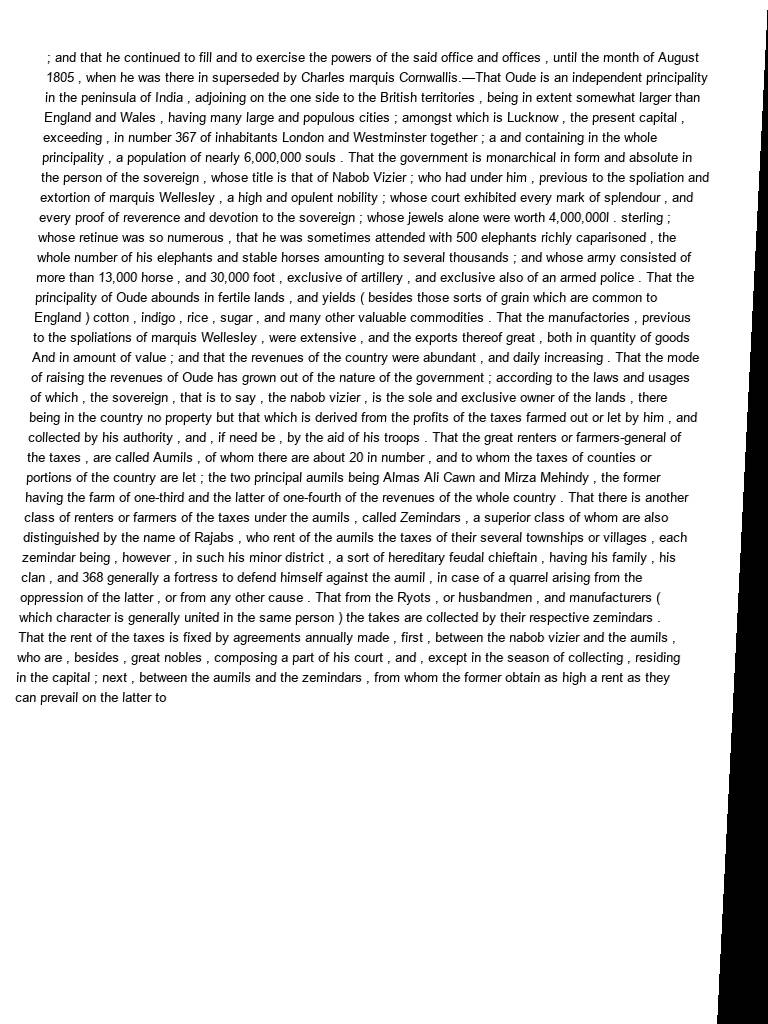 ; and that he continued to fill and to exercise the powers of the said office and offices , until the month of August
1805 , when he was there in superseded by Charles marquis Cornwallis.—That Oude is an independent principality
in the peninsula of India , adjoining on the one side to the British territories , being in extent somewhat larger than
England and Wales , having many large and populous cities ; amongst which is Lucknow , the present capital ,
exceeding , in number 367 of inhabitants London and Westminster together ; a and containing in the whole
principality , a population of nearly 6,000,000 souls . That the government is monarchical in form and absolute in
the person of the sovereign , whose title is that of Nabob Vizier ; who had under him , previous to the spoliation and
extortion of marquis Wellesley , a high and opulent nobility ; whose court exhibited every mark of splendour , and
every proof of reverence and devotion to the sovereign ; whose jewels alone were worth 4,000,000l . sterling ;
whose retinue was so numerous , that he was sometimes attended with 500 elephants richly caparisoned , the
whole number of his elephants and stable horses amounting to several thousands ; and whose army consisted of
more than 13,000 horse , and 30,000 foot , exclusive of artillery , and exclusive also of an armed police . That the
principality of Oude abounds in fertile lands , and yields ( besides those sorts of grain which are common to
England ) cotton , indigo , rice , sugar , and many other valuable commodities . That the manufactories , previous
to the spoliations of marquis Wellesley , were extensive , and the exports thereof great , both in quantity of goods
And in amount of value ; and that the revenues of the country were abundant , and daily increasing . That the mode
of raising the revenues of Oude has grown out of the nature of the government ; according to the laws and usages
of which , the sovereign , that is to say , the nabob vizier , is the sole and exclusive owner of the lands , there
being in the country no property but that which is derived from the profits of the taxes farmed out or let by him , and
collected by his authority , and , if need be , by the aid of his troops . That the great renters or farmers-general of
the taxes , are called Aumils , of whom there are about 20 in number , and to whom the taxes of counties or
portions of the country are let ; the two principal aumils being Almas Ali Cawn and Mirza Mehindy , the former
having the farm of one-third and the latter of one-fourth of the revenues of the whole country . That there is another
class of renters or farmers of the taxes under the aumils , called Zemindars , a superior class of whom are also
distinguished by the name of Rajabs , who rent of the aumils the taxes of their several townships or villages , each
zemindar being , however , in such his minor district , a sort of hereditary feudal chieftain , having his family , his
clan , and 368 generally a fortress to defend himself against the aumil , in case of a quarrel arising from the
oppression of the latter , or from any other cause . That from the Ryots , or husbandmen , and manufacturers (
which character is generally united in the same person ) the takes are collected by their respective zemindars .
That the rent of the taxes is fixed by agreements annually made , first , between the nabob vizier and the aumils ,
who are , besides , great nobles , composing a part of his court , and , except in the season of collecting , residing
in the capital ; next , between the aumils and the zemindars , from whom the former obtain as high a rent as they
can prevail on the latter to